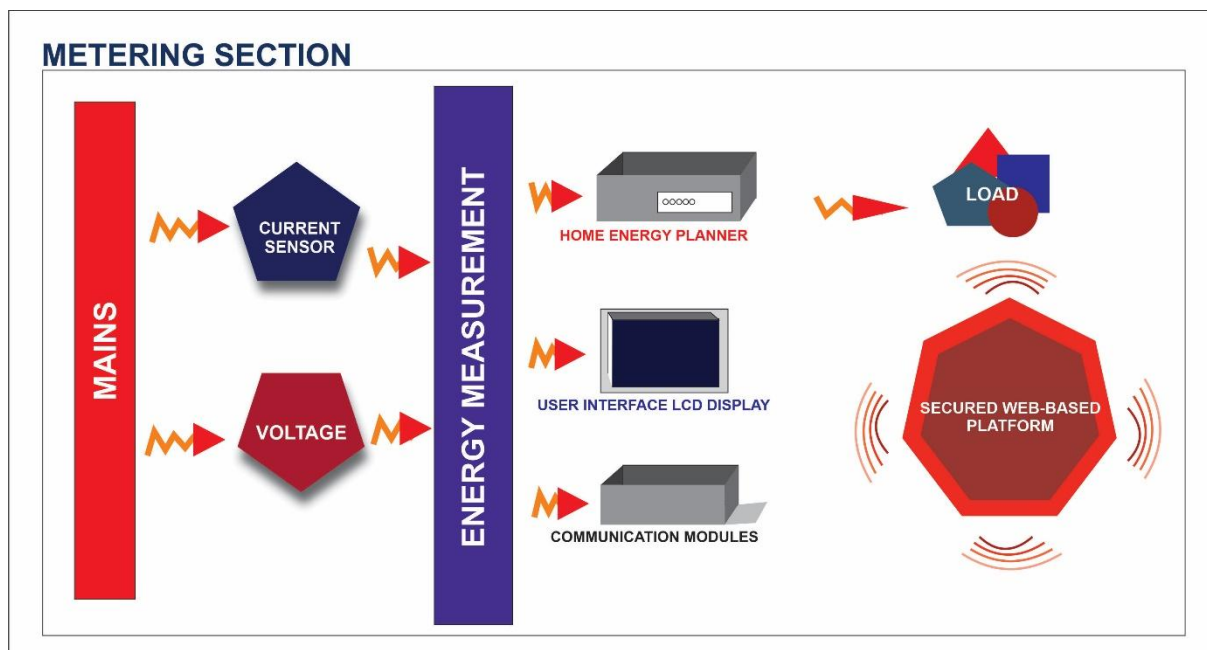 METERING SECTION
MAINS
CURRENT
SENSOR
VOLTAGE
ENERGY MEASUREMENT
HOME ENERGY PLANNER
USER INTERFACE LCD DISPLAY
COMMUNICATION MODULES
LOAD
SECURED WEB-BASED
PLATFORM